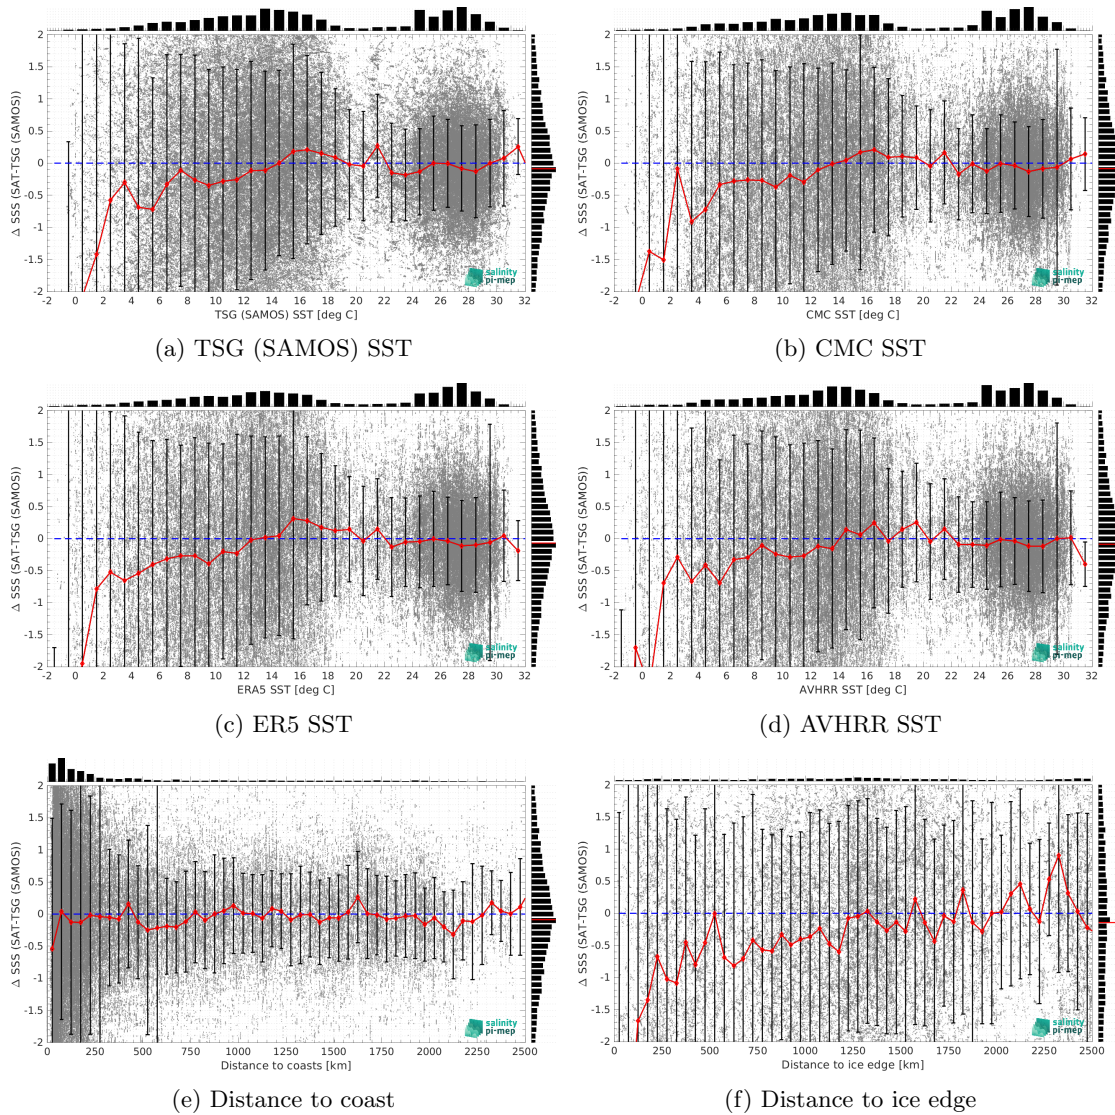 2
1.5
1
0.5
0
-0.5
-1
-1.5
-2
Δ SSS (SAT-TSG (SAMOS))
-2 0 2 4 6 8 10 12 14 16 18 20 22 24 26 28 30 32
TSG (SAMOS) SST [deg C]
salinity
pi-mep
(a) TSG (SAMOS) SST
2
1.5
1
0.5
0
-0.5
-1
-1.5
-2
Δ SSS (SAT-TSG (SAMOS))
-2 0 2 4 6 8 10 12 14 16 18 20 22 24 26 28 30 32
CMC SST [deg C]
salinity
pi-mep
(b) CMC SST
2
1.5
1
0.5
0
-0.5
-1
-1.5
-2
Δ SSS (SAT-TSG (SAMOS))
-2 0 2 4 6 8 10 12 14 16 18 20 22 24 26 28 30 32
ERA5 SST [deg C]
salinity
pi-mep
(c) ER5 SST
2
1.5
1
0.5
0
-0.5
-1
-1.5
-2
Δ SSS (SAT-TSG (SAMOS))
-2 0 2 4 6 8 10 12 14 16 18 20 22 24 26 28 30 32
AVHRR SST [deg C]
salinity
pi-mep
(d) AVHRR SST
2
1.5
1
0.5
0
-0.5
-1
-1.5
-2
Δ SSS (SAT-TSG (SAMOS))
0 250 500 750 1000 1250 1500 1750 2000 2250 2500
Distance to coasts [km]
salinity
pi-mep
(e) Distance to coast
2
1.5
1
0.5
0
-0.5
-1
-1.5
-2
Δ SSS (SAT-TSG (SAMOS))
0 250 500 750 1000 1250 1500 1750 2000 2250 2500
Distance to ice edge [km]
salinity
pi-mep
(f) Distance to ice edge